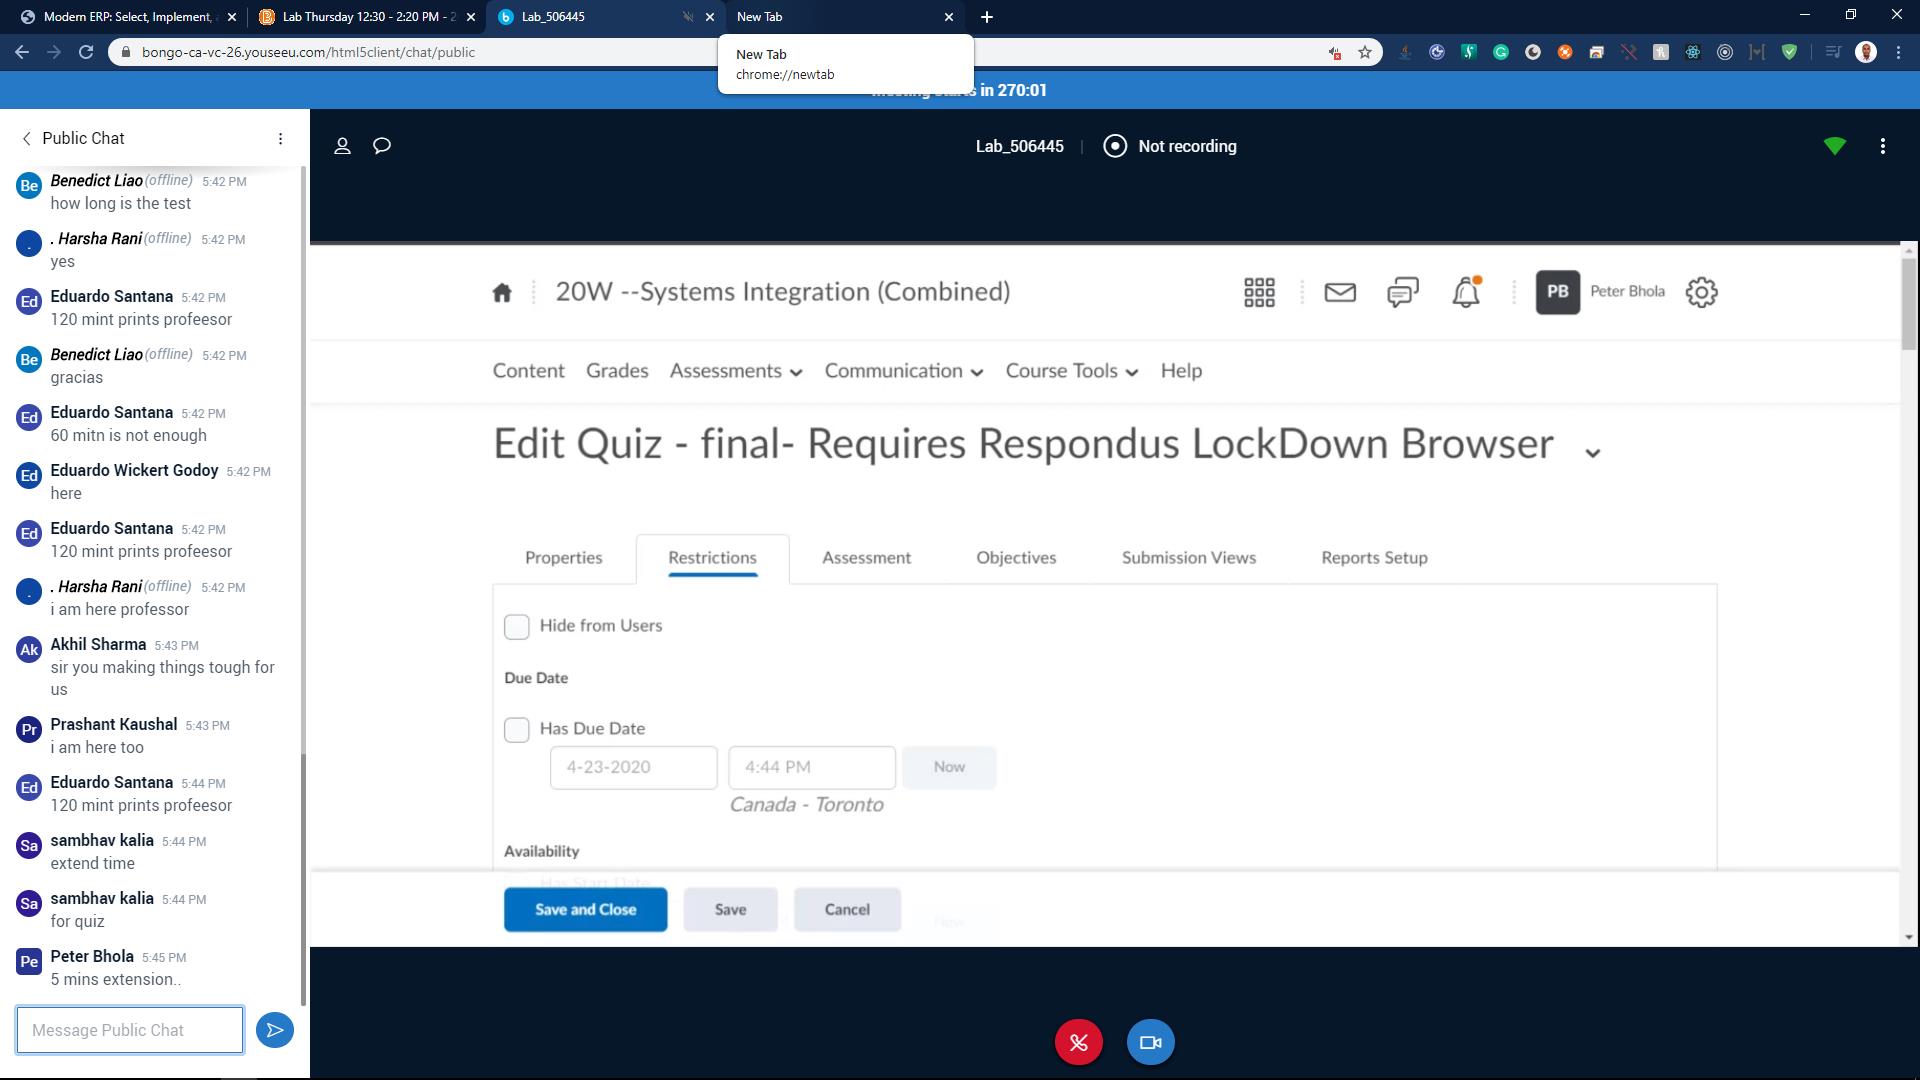 Modern ERP: Select, Implement,
Lab Thursday 12:30 - 2:20 PM - 2
Lab_506445
New Tab
bongo-ca-vc-26.youseeu.com/html5client/chat/public
New Tab
chrome://newtab
in 270:01
Public Chat
Lab_506445
Not recording
Be
Benedict Liao(offline) 5:42 PM
how long is the test
.
. Harsha Rani(offline) 5:42 PM
yes
Ed
Eduardo Santana 5:42 PM
120 mint prints profeesor
Be
Benedict Liao(offline) 5:42 PM
gracias
Ed
Eduardo Santana 5:42 PM
60 mitn is not enough
Ed
Eduardo Wickert Godoy 5:42 PM
here
Ed
Eduardo Santana 5:42 PM
120 mint prints profeesor
.
. Harsha Rani(offline) 5:42 PM
i am here professor
Ak
Akhil Sharma 5:43 PM
sir you making things tough for
us
Pr
Prashant Kaushal 5:43 PM
i am here too
Ed
Eduardo Santana 5:44 PM
120 mint prints profeesor
Sa
sambhav kalia 5:44 PM
extend time
Sa
sambhav kalia 5:44 PM
for quiz
Pe
Peter Bhola 5:45 PM
5 mins extension..
Message Public Chat
20W --Systems Integration (Combined)
PB
Peter Bhola
Content Grades Assessments Communication Course Tools Help
Edit Quiz - final- Requires Respondus LockDown Browser
Properties Restrictions Assessment Objectives Submission Views Reports Setup
Hide from Users
Due Date
Has Due Date
4-23-2020 4:44 PM Now
Canada - Toronto
Availability
Has Start Date
Save and Close Save Cancel
Now